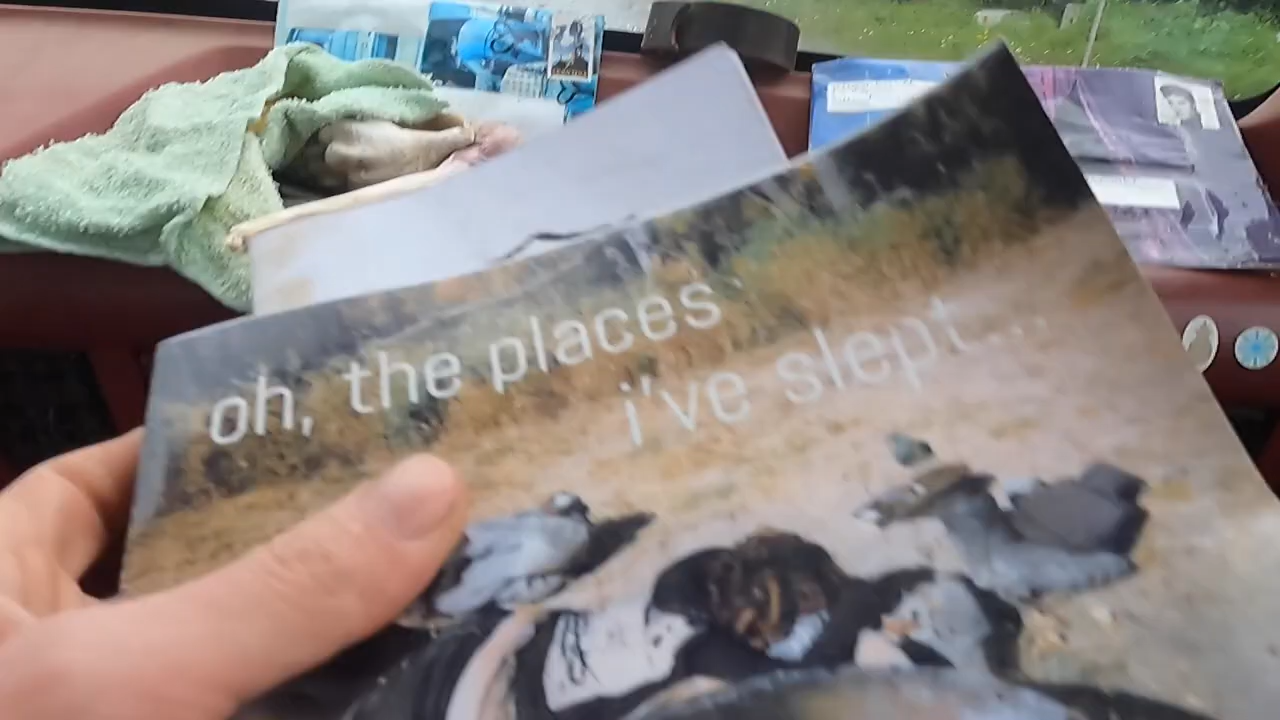 oh, the places
i've slept...